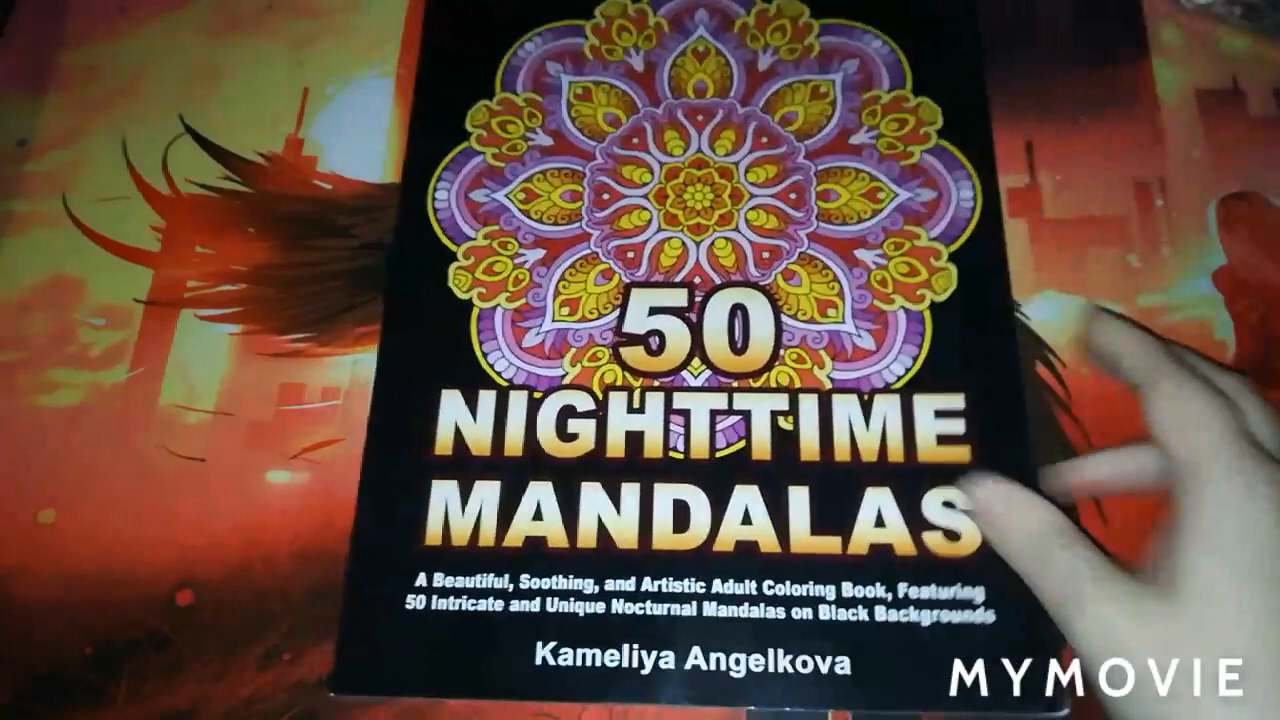 50
NIGHTTIME
MANDALAS
A Beautiful, Soothing, and Artistic Adult Coloring Book, Featuring
50 Intricate and Unique Nocturnal Mandalas on Black Backgrounds
Kameliya Angelkova
MYMOVIE